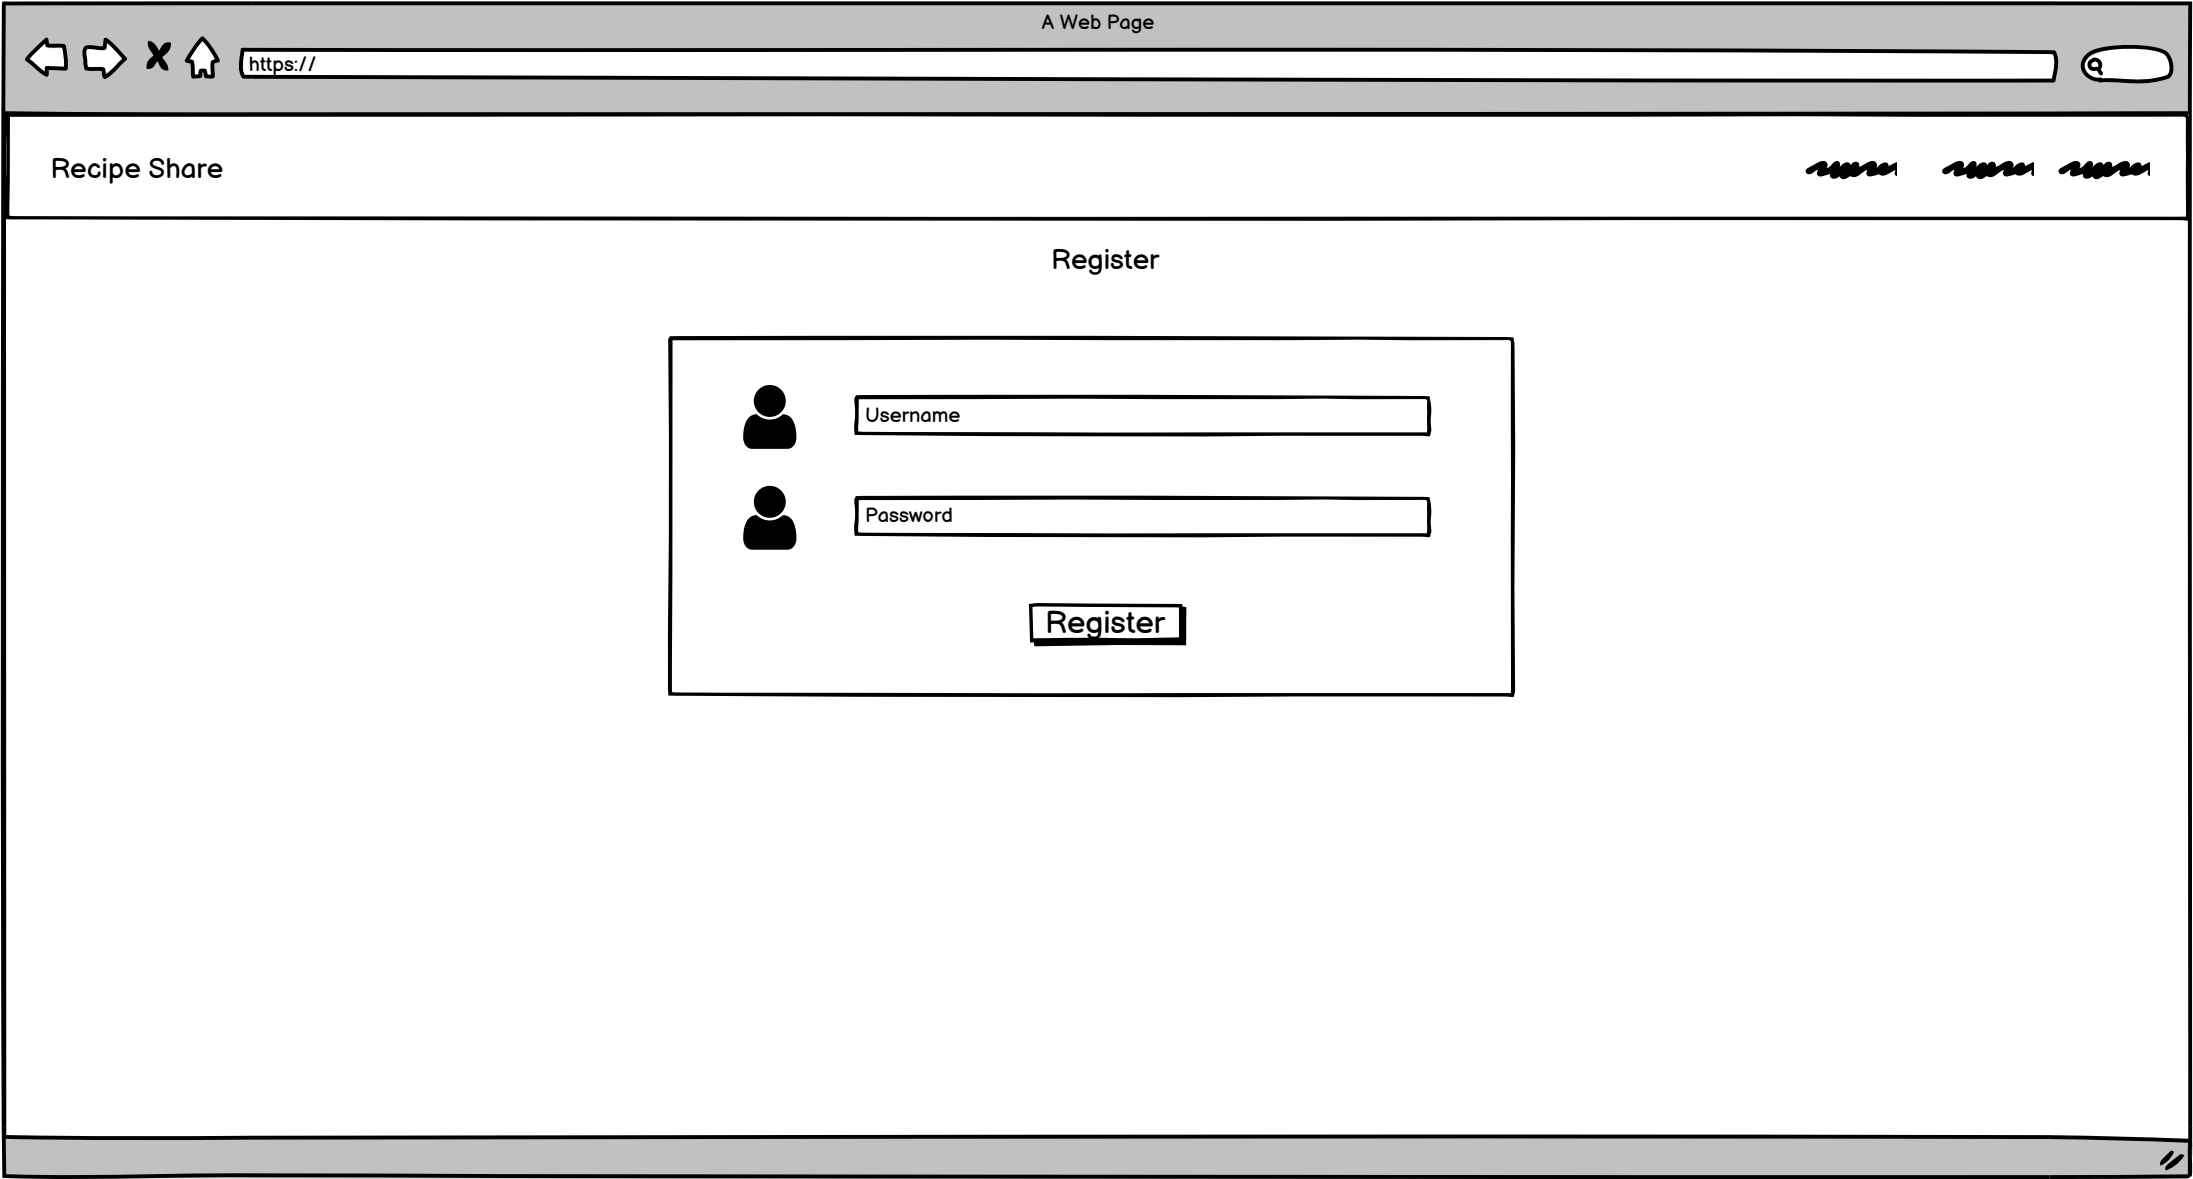 A Web Page
https://
Recipe Share
Register
Username
Password
Register